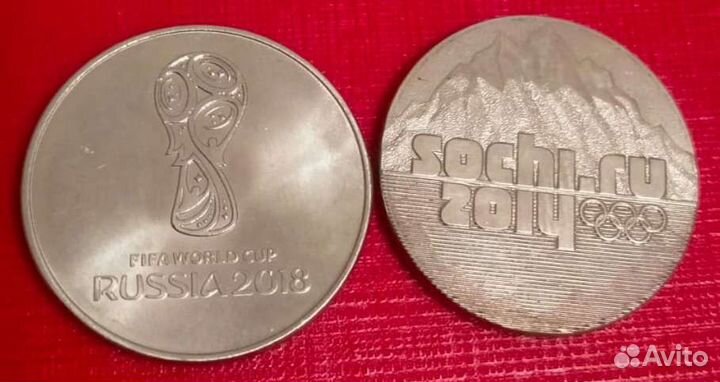 FIFA WORLD CUP
RUSSIA 2018
sochi.ru
2014
Avito